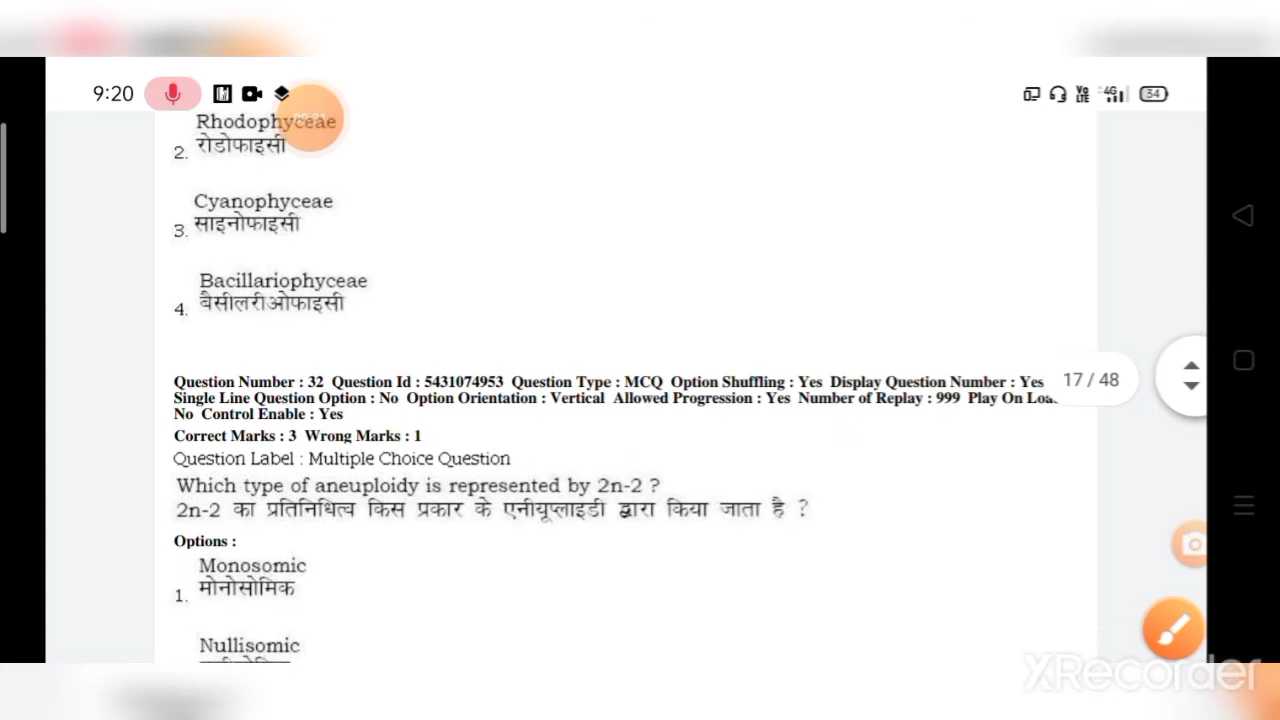 9:20
VoLTE 4G 34
Rhodophyceae
2. रोडोफाइसी
Cyanophyceae
3. साइनोफाइसी
Bacillariophyceae
4. बैसीलरीओफाइसी
Question Number : 32 Question Id : 5431074953 Question Type : MCQ Option Shuffling : Yes Display Question Number : Yes
17 / 48
Single Line Question Option : No Option Orientation : Vertical Allowed Progression : Yes Number of Replay : 999 Play On
No Control Enable : Yes
Correct Marks : 3 Wrong Marks : 1
Question Label : Multiple Choice Question
Which type of aneuploidy is represented by 2n-2 ?
2n-2 का प्रतिनिधित्व किस प्रकार के एनीयूप्लाइडी द्वारा किया जाता है ?
Options :
Monosomic
1. मोनोसोमिक
Nullisomic
XRecorder